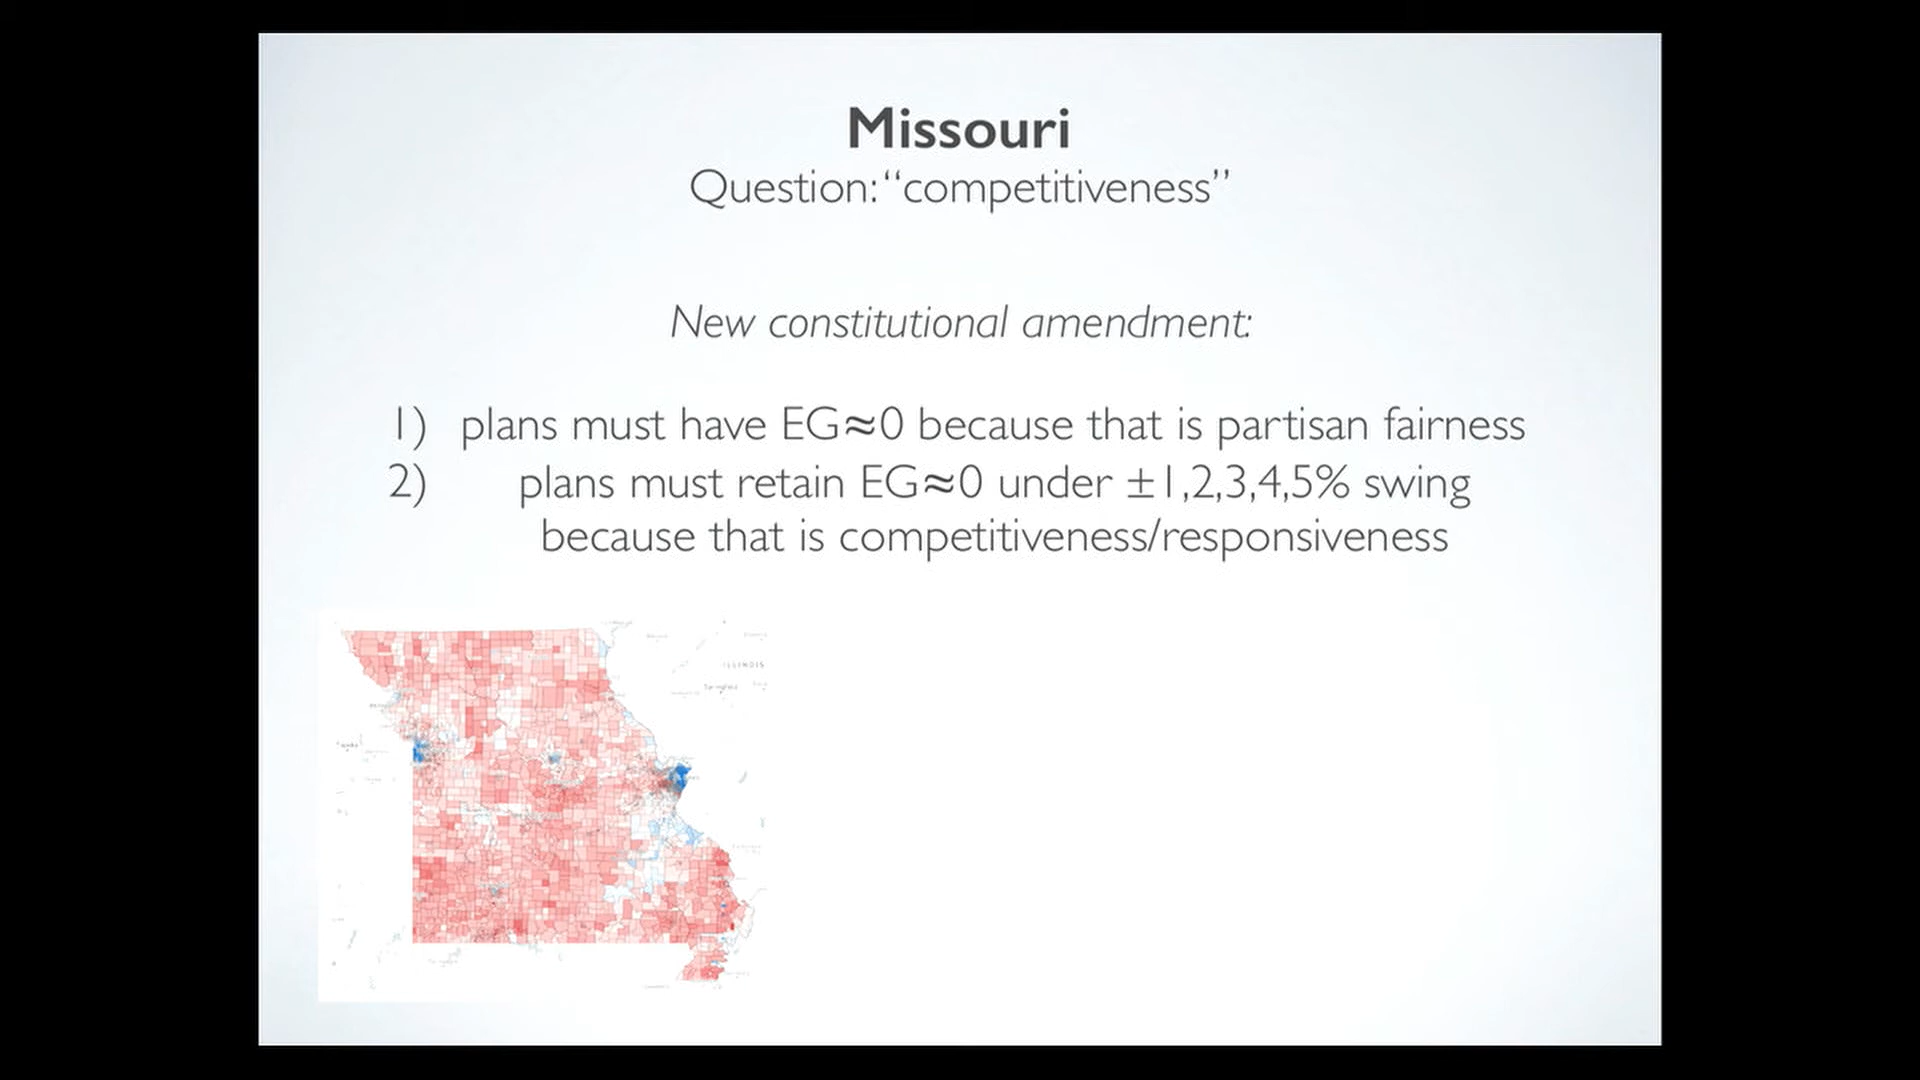 Missouri
Question: “competitiveness”
New constitutional amendment:
1) plans must have EG≈0 because that is partisan fairness
2) plans must retain EG≈0 under ±1,2,3,4,5% swing
because that is competitiveness/responsiveness
ILLINOIS
Springfield